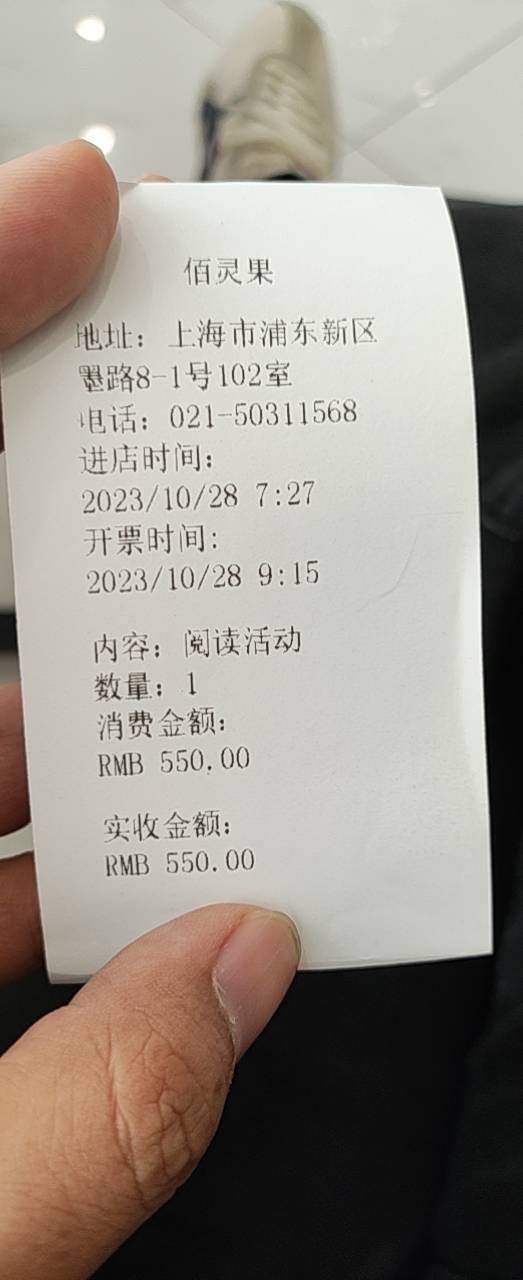 佰灵果
地址：上海市浦东新区
墨路8-1号102室
电话：021-50311568
进店时间：
2023/10/28 7:27
开票时间：
2023/10/28 9:15
内容：阅读活动
数量：1
消费金额：
RMB 550.00
实收金额：
RMB 550.00